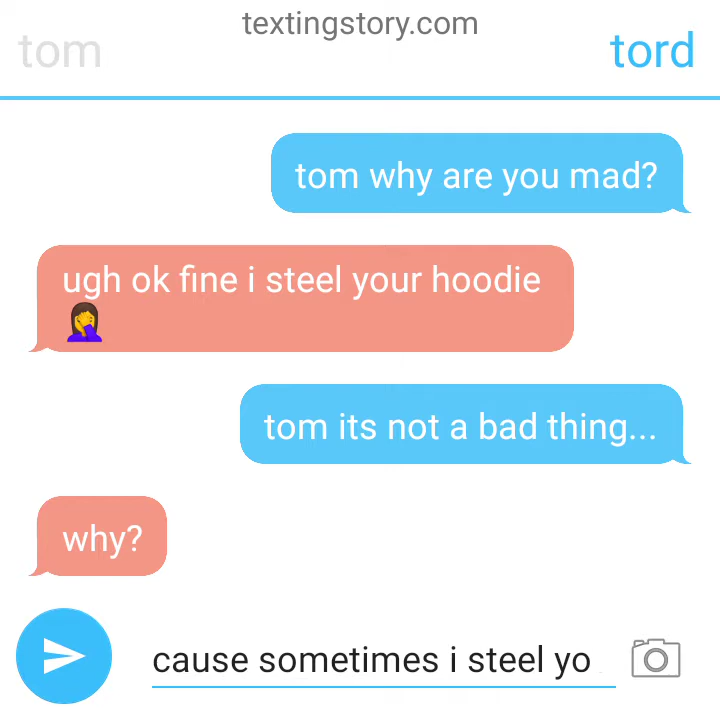 textingstory.com
tom
tord
tom why are you mad?
ugh ok fine i steel your hoodie
🤦‍♀️
tom its not a bad thing...
why?
cause sometimes i steel yo